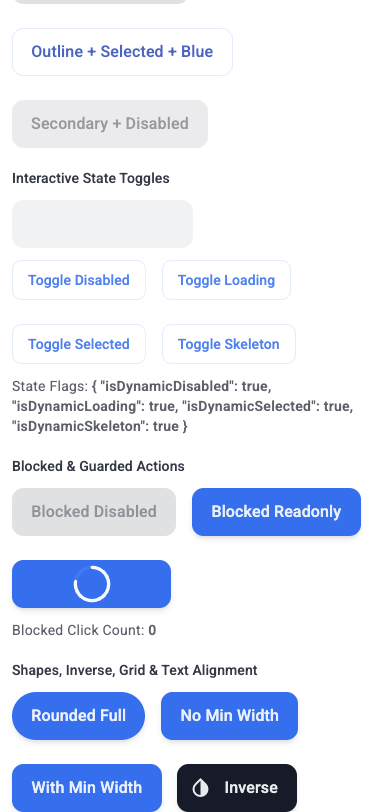 Outline + Selected + Blue
Secondary + Disabled
Interactive State Toggles
Toggle Disabled Toggle Loading
Toggle Selected Toggle Skeleton
State Flags: { "isDynamicDisabled": true,
"isDynamicLoading": true, "isDynamicSelected": true,
"isDynamicSkeleton": true }
Blocked & Guarded Actions
Blocked Disabled Blocked Readonly
Blocked Click Count: 0
Shapes, Inverse, Grid & Text Alignment
Rounded Full No Min Width
With Min Width Inverse